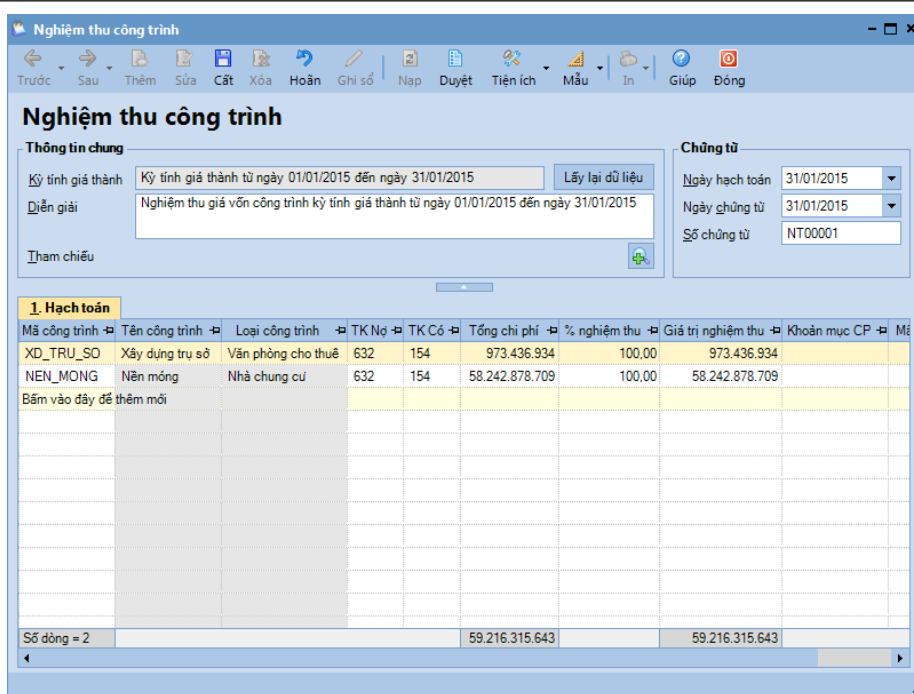 Nghiệm thu công trình
Trước Sau Thêm Sửa Cất Xóa Hoãn Ghi sổ Nạp Duyệt Tiện ích Mẫu In Giúp Đóng
Nghiệm thu công trình
Thông tin chung
Kỳ tính giá thành Kỳ tính giá thành từ ngày 01/01/2015 đến ngày 31/01/2015 Lấy lại dữ liệu
Diễn giải Nghiệm thu giá vốn công trình kỳ tính giá thành từ ngày 01/01/2015 đến ngày 31/01/2015
Tham chiếu
Chứng từ
Ngày hạch toán 31/01/2015
Ngày chứng từ 31/01/2015
Số chứng từ NT00001
1. Hạch toán
Mã công trình Tên công trình Loại công trình TK Nợ TK Có Tổng chi phí % nghiệm thu Giá trị nghiệm thu Khoản mục CP Mã
XD_TRU_SO Xây dựng trụ sở Văn phòng cho thuê 632 154 973.436.934 100,00 973.436.934
NEN_MONG Nền móng Nhà chung cư 632 154 58.242.878.709 100,00 58.242.878.709
Bấm vào đây để thêm mới
Số dòng = 2 59.216.315.643 59.216.315.643